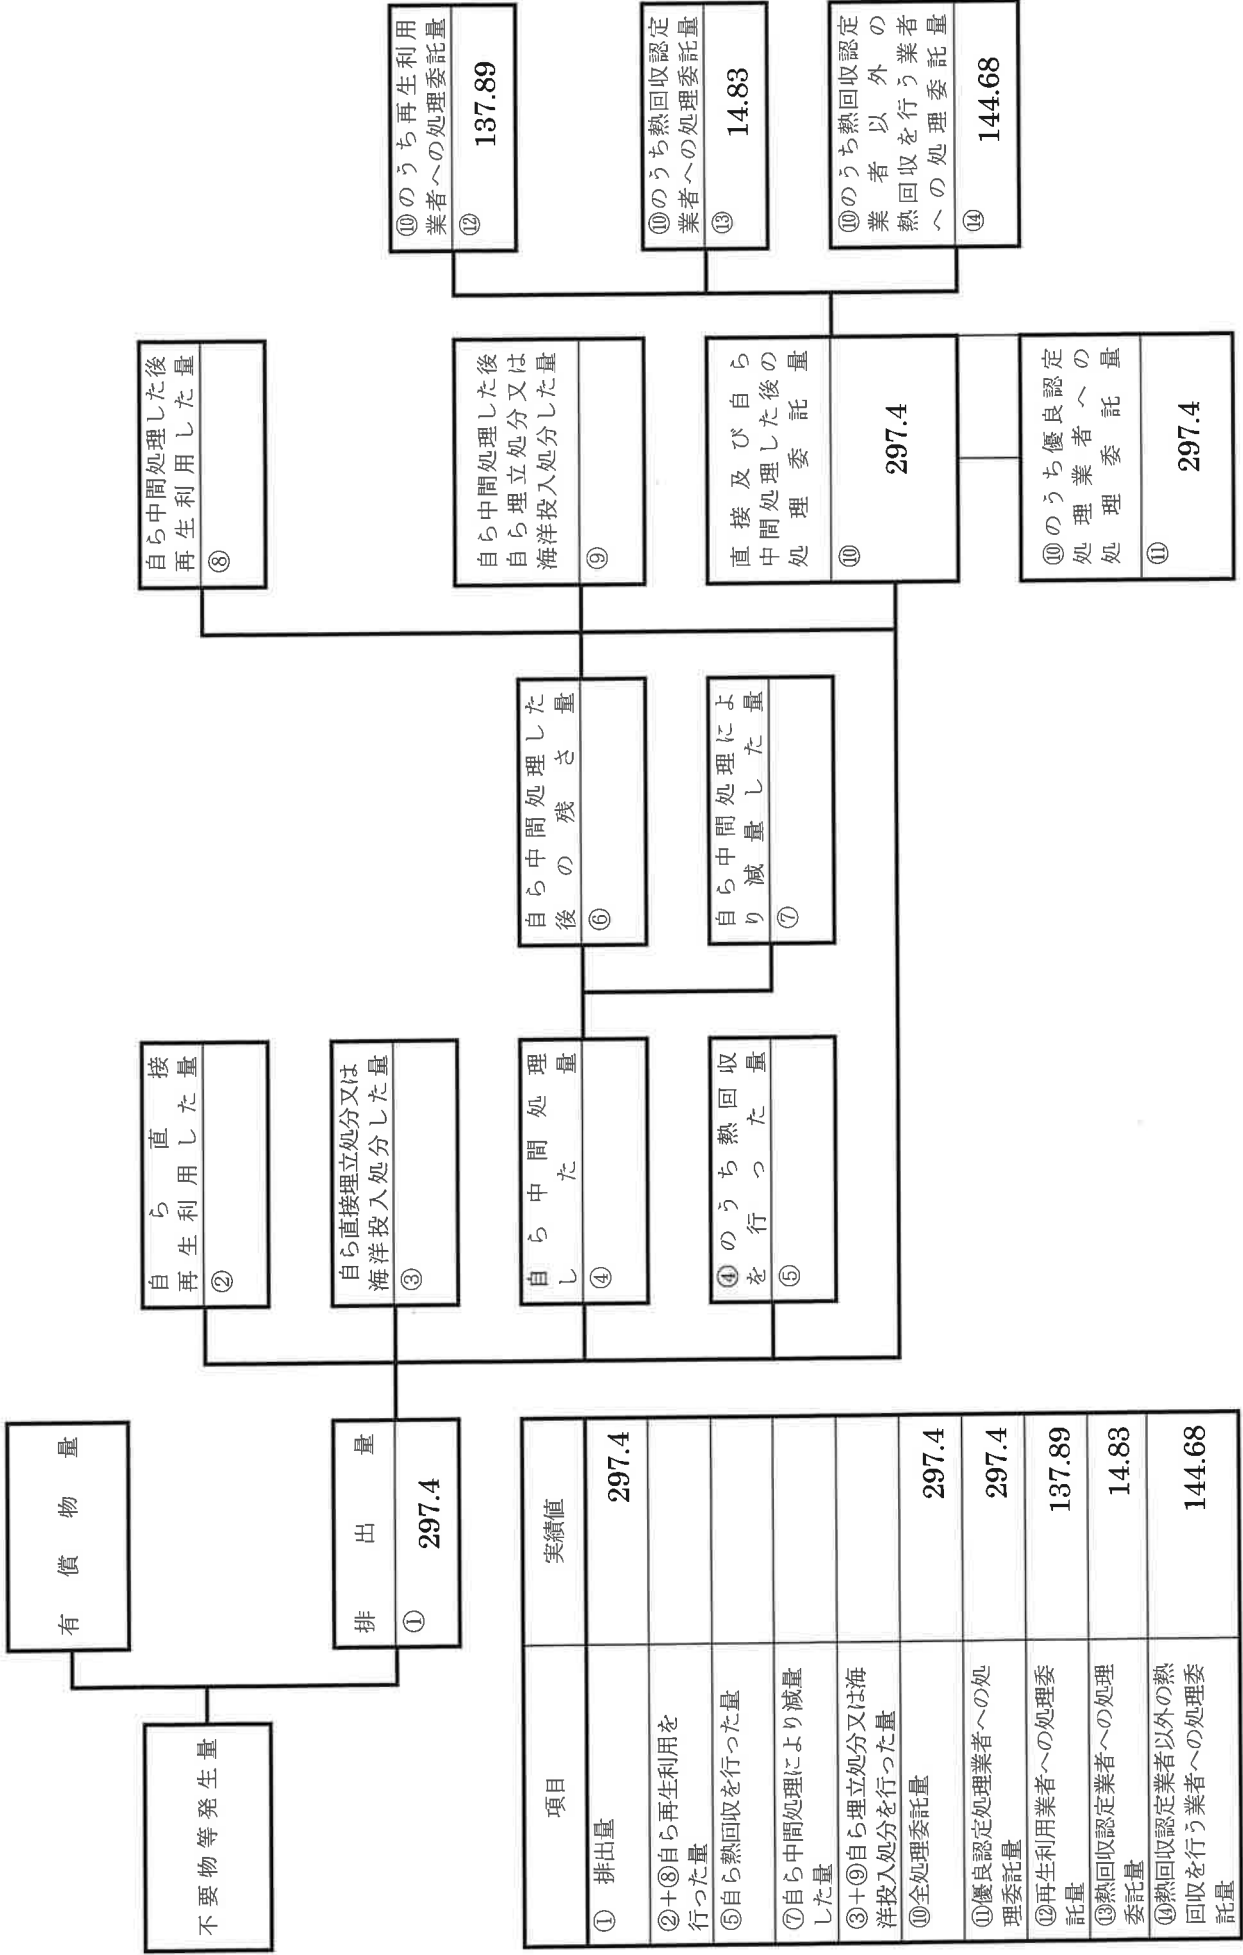 有償物量
不要物等発生量
排出量
①
297.4
自ら直接
再生利用した量
②
自ら直接埋立処分又は
海洋投入処分した量
③
自ら中間処理
した量
④
④のうち熱回収
を行った量
⑤
自ら中間処理した
後の残さ量
⑥
自ら中間処理によ
り減量した量
⑦
自ら中間処理した後
再生利用した量
⑧
自ら中間処理した後
自ら埋立処分又は
海洋投入処分した量
⑨
直接及び自ら
中間処理した後の
処理委託量
⑩
297.4
⑩のうち優良認定
処理業者への
処理委託量
⑪
297.4
⑩のうち再生利用
業者への処理委託量
⑫
137.89
⑩のうち熱回収認定
業者への処理委託量
⑬
14.83
⑩のうち熱回収認定
業者以外の
熱回収を行う業者
への処理委託量
⑭
144.68
項目 実績値
① 排出量 297.4
②+⑧自ら再生利用を
行った量
⑤自ら熱回収を行った量
⑦自ら中間処理により減量
した量
③+⑨自ら埋立処分又は海
洋投入処分を行った量
⑩全処理委託量 297.4
⑪優良認定処理業者への処
理委託量 297.4
⑫再生利用業者への処理委
託量 137.89
⑬熱回収認定業者への処理
委託量 14.83
⑭熱回収認定業者以外の熱
回収を行う業者への処理委
託量 144.68